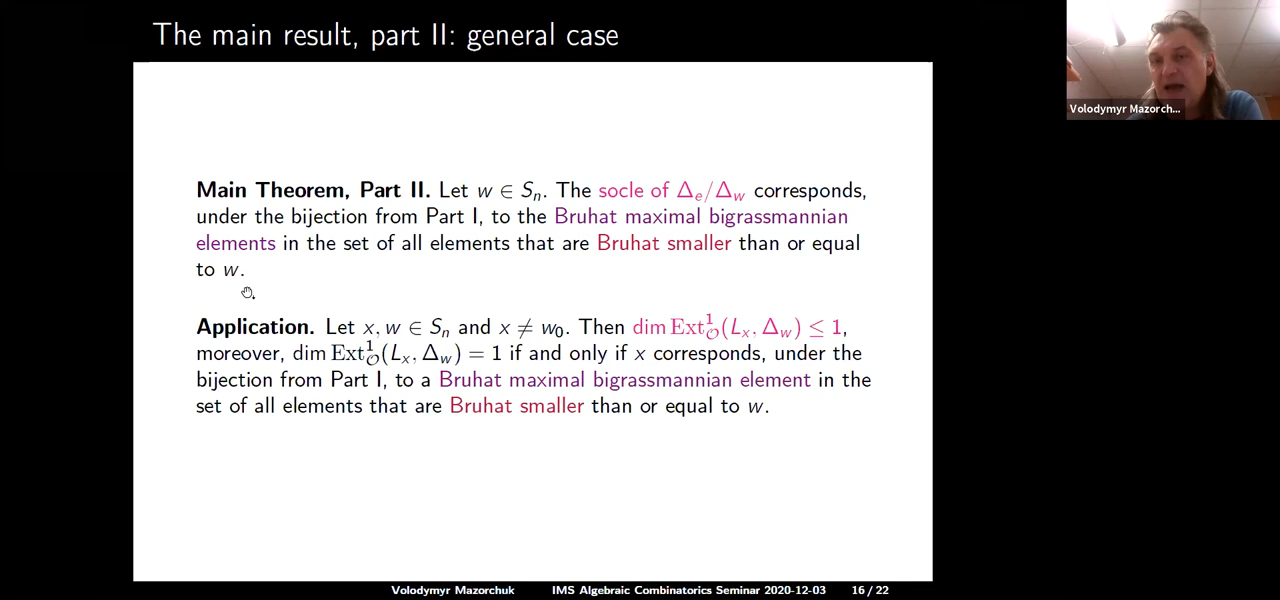 The main result, part II: general case
Main Theorem, Part II. Let w ∈ Sₙ. The socle of Δₑ/Δ_w corresponds,
under the bijection from Part I, to the Bruhat maximal bigrassmannian
elements in the set of all elements that are Bruhat smaller than or equal
to w.
Application. Let x, w ∈ Sₙ and x ≠ w₀. Then dim Ext¹_𝒪(Lₓ, Δ_w) ≤ 1,
moreover, dim Ext¹_𝒪(Lₓ, Δ_w) = 1 if and only if x corresponds, under the
bijection from Part I, to a Bruhat maximal bigrassmannian element in the
set of all elements that are Bruhat smaller than or equal to w.
Volodymyr Mazorchuk IMS Algebraic Combinatorics Seminar 2020-12-03 16 / 22
Volodymyr Mazorch...